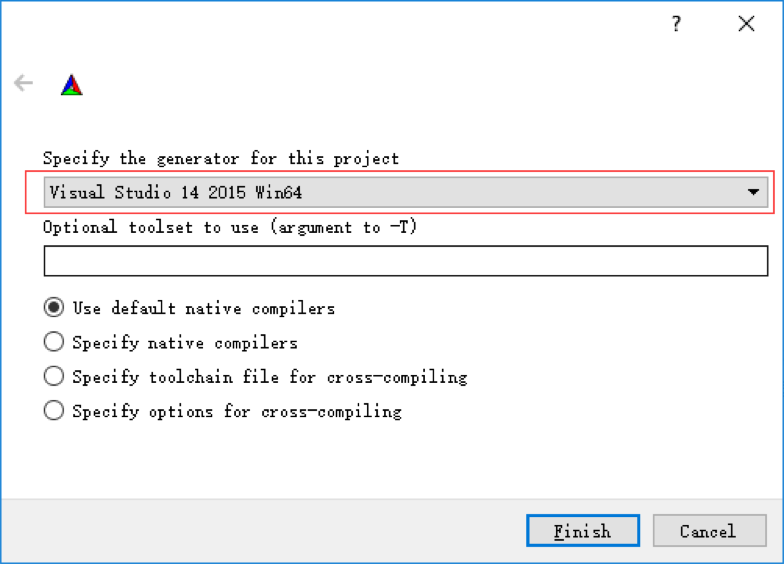 ?
Specify the generator for this project
Visual Studio 14 2015 Win64
Optional toolset to use (argument to -T)
Use default native compilers
Specify native compilers
Specify toolchain file for cross-compiling
Specify options for cross-compiling
Finish
Cancel